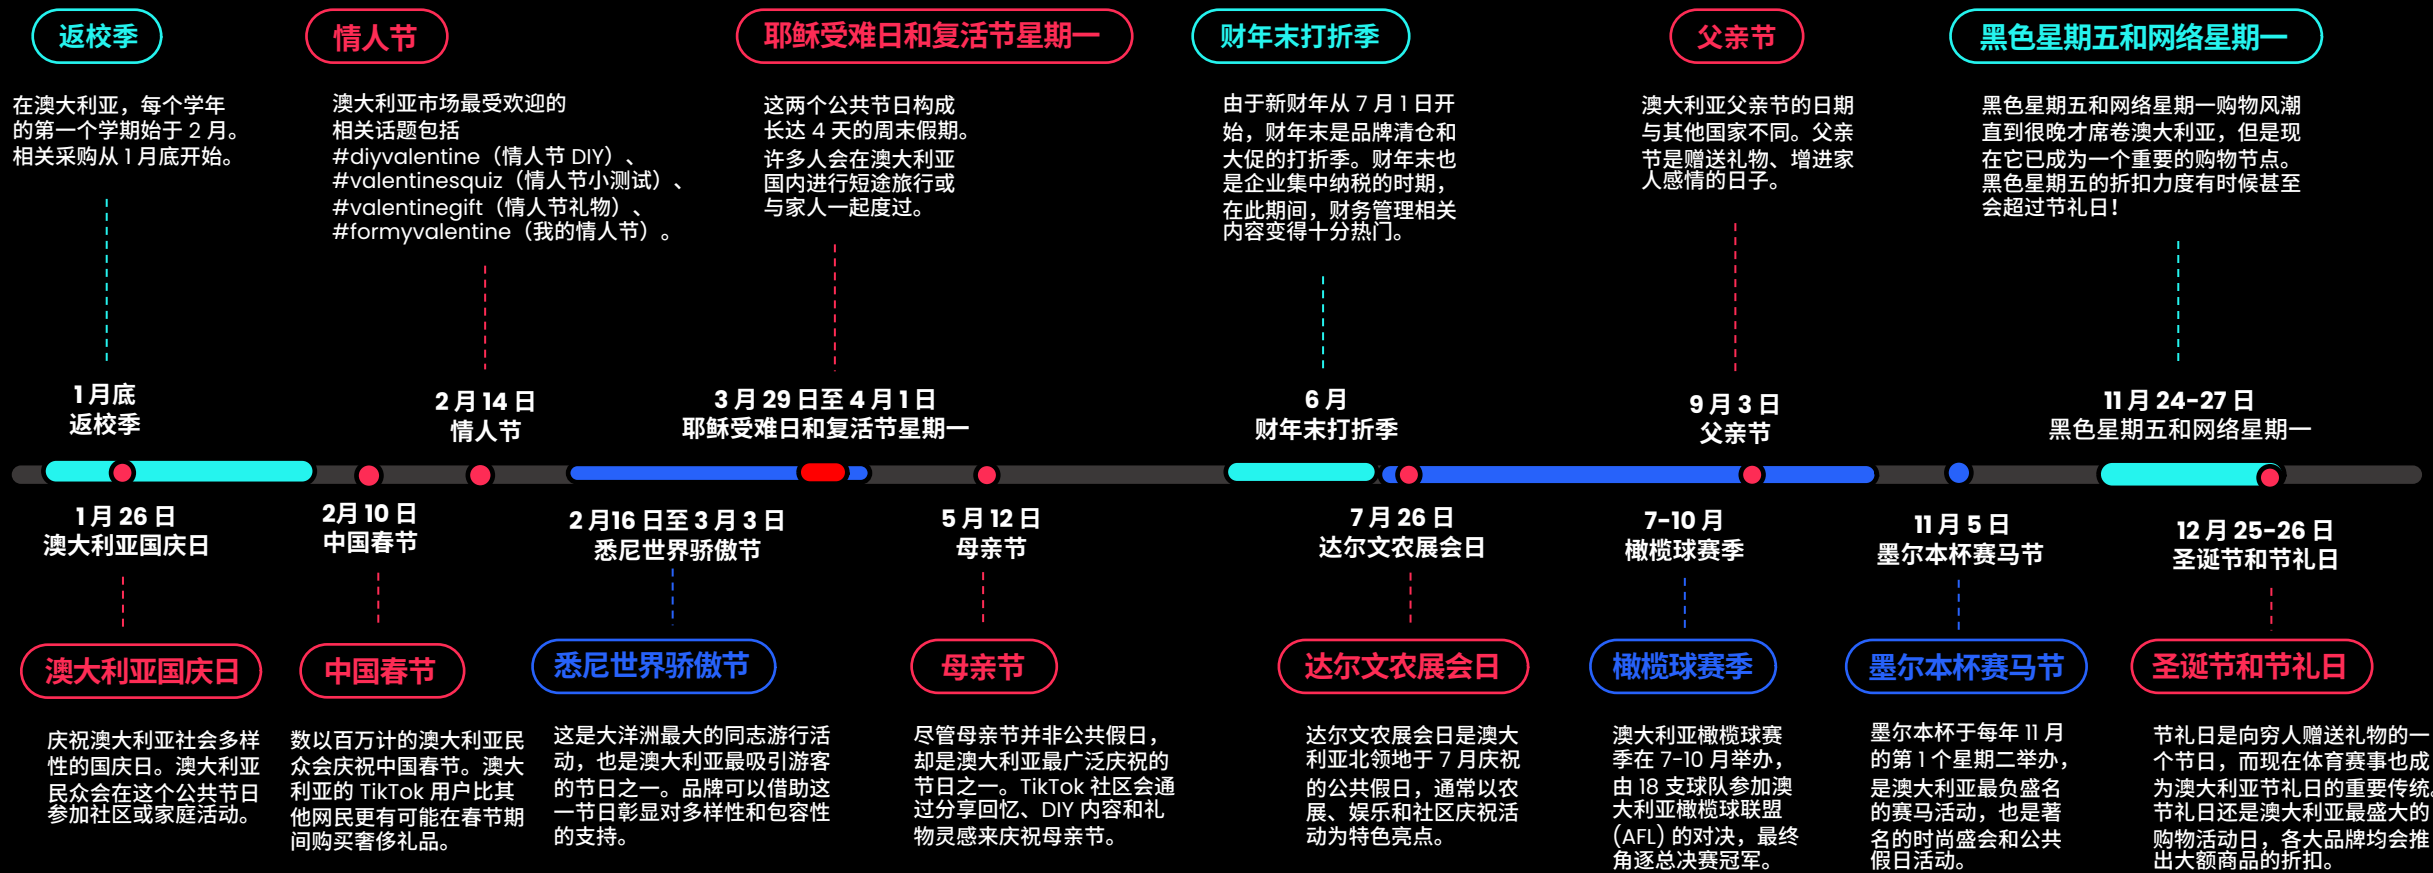 返校季
在澳大利亚，每个学年
的第一个学期始于 2 月。
相关采购从 1 月底开始。
1 月底
返校季
情人节
澳大利亚市场最受欢迎的
相关话题包括
#diyvalentine（情人节 DIY）、
#valentinesquiz（情人节小测试）、
#valentinegift（情人节礼物）、
#formyvalentine（我的情人节）。
2 月 14 日
情人节
耶稣受难日和复活节星期一
这两个公共节日构成
长达 4 天的周末假期。
许多人会在澳大利亚
国内进行短途旅行或
与家人一起度过。
3 月 29 日至 4 月 1 日
耶稣受难日和复活节星期一
财年末打折季
由于新财年从 7 月 1 日开
始，财年末是品牌清仓和
大促的打折季。财年末也
是企业集中纳税的时期，
在此期间，财务管理相关
内容变得十分热门。
6 月
财年末打折季
父亲节
澳大利亚父亲节的日期
与其他国家不同。父亲
节是赠送礼物、增进家
人感情的日子。
9 月 3 日
父亲节
黑色星期五和网络星期一
黑色星期五和网络星期一购物风潮
直到很晚才席卷澳大利亚，但是现
在它已成为一个重要的购物节点。
黑色星期五的折扣力度有时候甚至
会超过节礼日！
11 月 24-27 日
黑色星期五和网络星期一
1 月 26 日
澳大利亚国庆日
澳大利亚国庆日
庆祝澳大利亚社会多样
性的国庆日。澳大利亚
民众会在这个公共节日
参加社区或家庭活动。
2月 10 日
中国春节
中国春节
数以百万计的澳大利亚民
众会庆祝中国春节。澳大
利亚的 TikTok 用户比其
他网民更有可能在春节期
间购买奢侈礼品。
2 月16 日至 3 月 3 日
悉尼世界骄傲节
悉尼世界骄傲节
这是大洋洲最大的同志游行活
动，也是澳大利亚最吸引游客
的节日之一。品牌可以借助这
一节日彰显对多样性和包容性
的支持。
5 月 12 日
母亲节
母亲节
尽管母亲节并非公共假日，
却是澳大利亚最广泛庆祝的
节日之一。TikTok 社区会通
过分享回忆、DIY 内容和礼
物灵感来庆祝母亲节。
7 月 26 日
达尔文农展会日
达尔文农展会日
达尔文农展会日是澳大
利亚北领地于 7 月庆祝
的公共假日，通常以农
展、娱乐和社区庆祝活
动为特色亮点。
7-10 月
橄榄球赛季
橄榄球赛季
澳大利亚橄榄球赛
季在 7-10 月举办，
由 18 支球队参加澳
大利亚橄榄球联盟
(AFL) 的对决，最终
角逐总决赛冠军。
11 月 5 日
墨尔本杯赛马节
墨尔本杯赛马节
墨尔本杯于每年 11 月
的第 1 个星期二举办，
是澳大利亚最负盛名
的赛马活动，也是著
名的时尚盛会和公共
假日活动。
12 月 25-26 日
圣诞节和节礼日
圣诞节和节礼日
节礼日是向穷人赠送礼物的一
个节日，而现在体育赛事也成
为澳大利亚节礼日的重要传统。
节礼日还是澳大利亚最盛大的
购物活动日，各大品牌均会推
出大额商品的折扣。